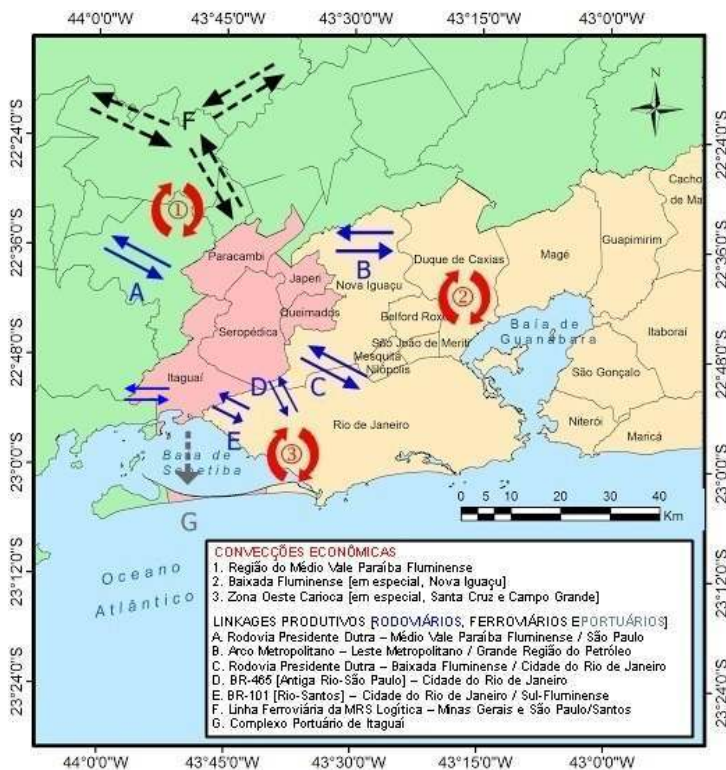 44°0'0"W 43°45'0"W 43°30'0"W 43°15'0"W 43°0'0"W
22°24'0"S
22°36'0"S
22°48'0"S
23°0'0"S
23°12'0"S
23°24'0"S
22°24'0"S
22°36'0"S
22°48'0"S
23°0'0"S
23°12'0"S
23°24'0"S
N
F
1
A
Paracambi
Japeri
Queimados
Seropédica
Itaguaí
B
Nova Iguaçu
Duque de Caxias
2
Belford Roxo
São João de Meriti
Mesquita
Nilópolis
Magé
Guapimirim
Cacho
de Ma
Baía de
Guanabara
Itaboraí
São Gonçalo
Niterói
Maricá
D
C
E
Rio de Janeiro
3
Baía de
Sepetiba
G
Oceano
Atlântico
0 5 10 20 30 40
Km
CONVECÇÕES ECONÔMICAS
1. Região do Médio Vale Paraíba Fluminense
2. Baixada Fluminense [em especial, Nova Iguaçu]
3. Zona Oeste Carioca [em especial, Santa Cruz e Campo Grande]
LINKAGES PRODUTIVOS [RODOVIÁRIOS, FERROVIÁRIOS EPORTUÁRIOS]
A. Rodovia Presidente Dutra – Médio Vale Paraíba Fluminense / São Paulo
B. Arco Metropolitano – Leste Metropolitano / Grande Região do Petróleo
C. Rodovia Presidente Dutra – Baixada Fluminense / Cidade do Rio de Janeiro
D. BR-465 [Antiga Rio-São Paulo] – Cidade do Rio de Janeiro
E. BR-101 [Rio-Santos] – Cidade do Rio de Janeiro / Sul-Fluminense
F. Linha Ferroviária da MRS Logítica – Minas Gerais e São Paulo/Santos
G. Complexo Portuário de Itaguaí
44°0'0"W 43°45'0"W 43°30'0"W 43°15'0"W 43°0'0"W